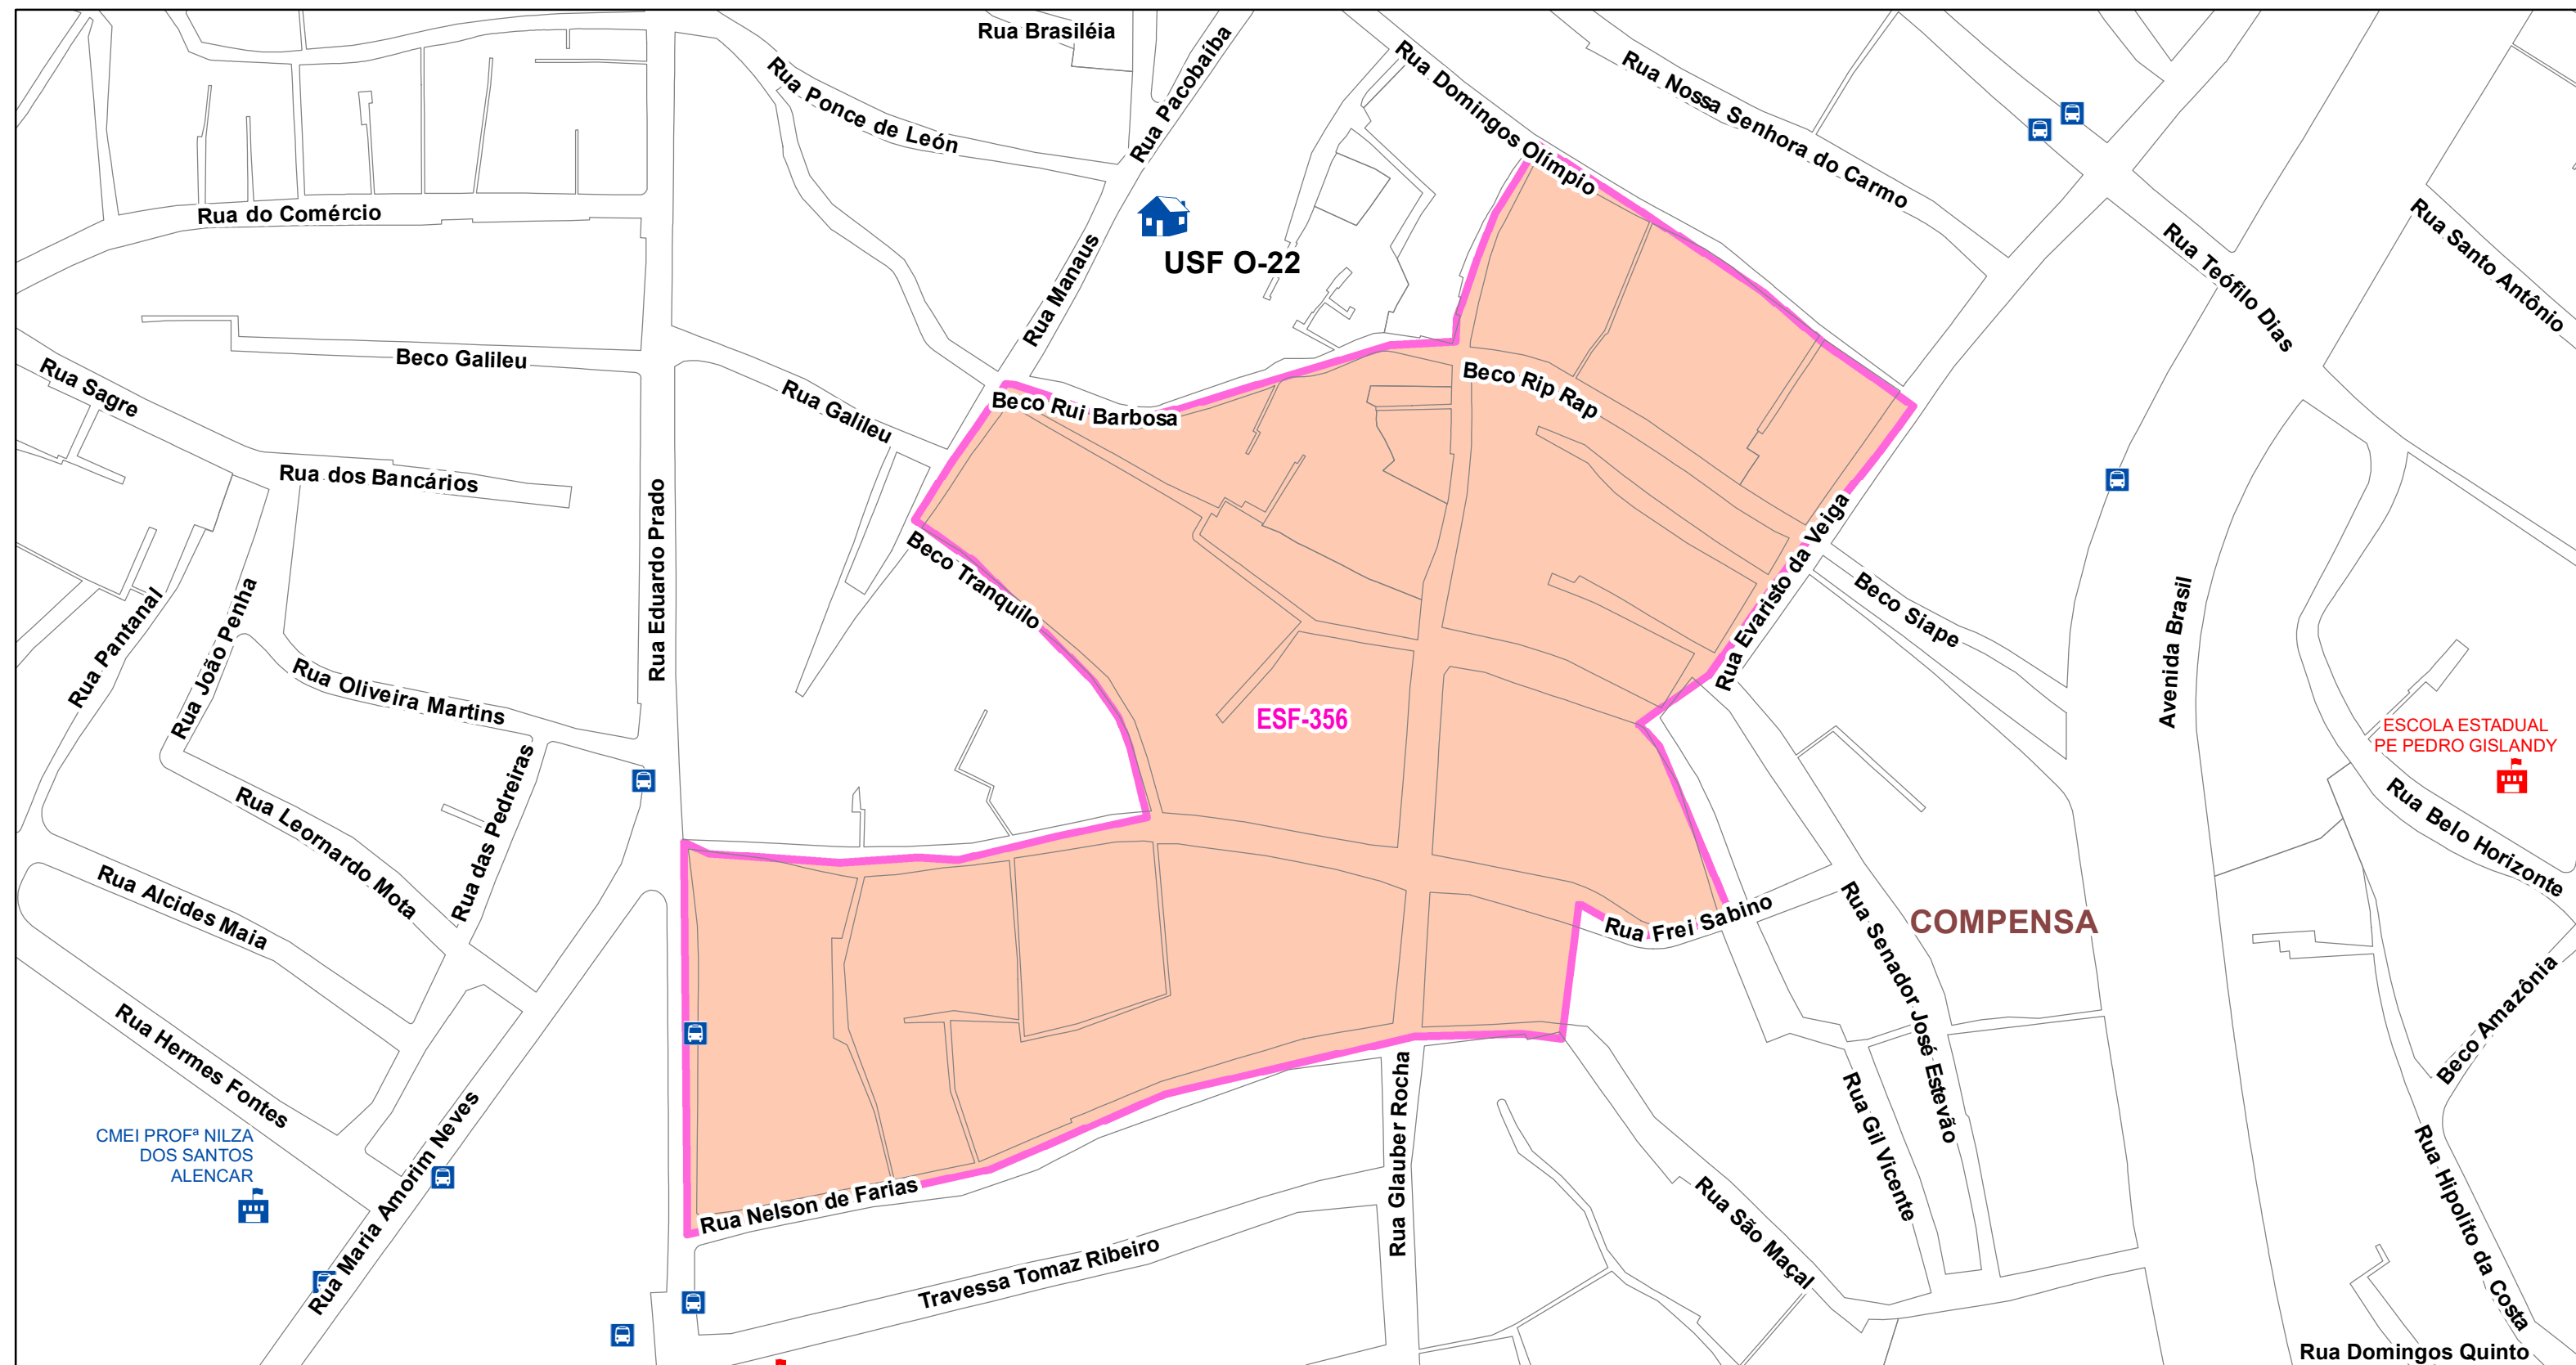 Rua Brasiléia
Rua Pacobaíba
Rua Domingos Olímpio
Rua Nossa Senhora do Carmo
Rua Ponce de León
Rua do Comércio
USF O-22
Rua Manaus
Rua Teófilo Dias
Rua Santo Antônio
Beco Galileu
Rua Sagre
Rua Galileu
Beco Rui Barbosa
Beco Rip Rap
Rua dos Bancários
Rua Eduardo Prado
Beco Tranquilo
Rua Evaristo da Veiga
Beco Siape
Avenida Brasil
Rua Pantanal
Rua João Penha
Rua Oliveira Martins
ESF-356
ESCOLA ESTADUAL
PE PEDRO GISLANDY
Rua Leornardo Mota
Rua das Pedreiras
Rua Belo Horizonte
Rua Alcides Maia
Rua Frei Sabino
Rua Senador José Estevão
COMPENSA
Rua Hermes Fontes
Beco Amazônia
CMEI PROFª NILZA
DOS SANTOS
ALENCAR
Rua Maria Amorim Neves
Rua Nelson de Farias
Rua Glauber Rocha
Rua Gil Vicente
Rua São Maçal
Rua Hipolito da Costa
Travessa Tomaz Ribeiro
Rua Domingos Quinto